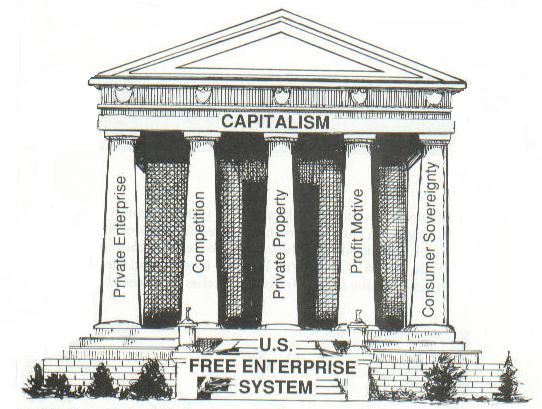 CAPITALISM
Private Enterprise
Competition
Private Property
Profit Motive
Consumer Sovereignty
U.S.
FREE ENTERPRISE
SYSTEM